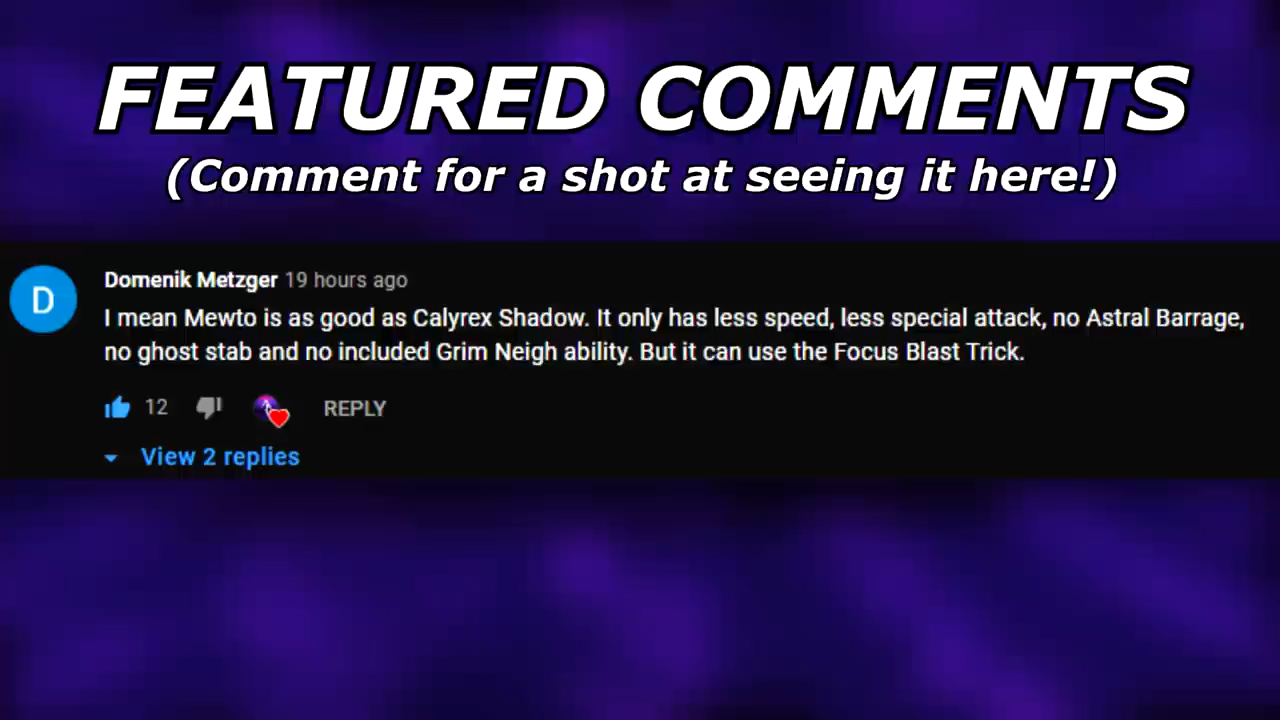 FEATURED COMMENTS
(Comment for a shot at seeing it here!)
D
Domenik Metzger 19 hours ago
I mean Mewto is as good as Calyrex Shadow. It only has less speed, less special attack, no Astral Barrage,
no ghost stab and no included Grim Neigh ability. But it can use the Focus Blast Trick.
12 REPLY
View 2 replies